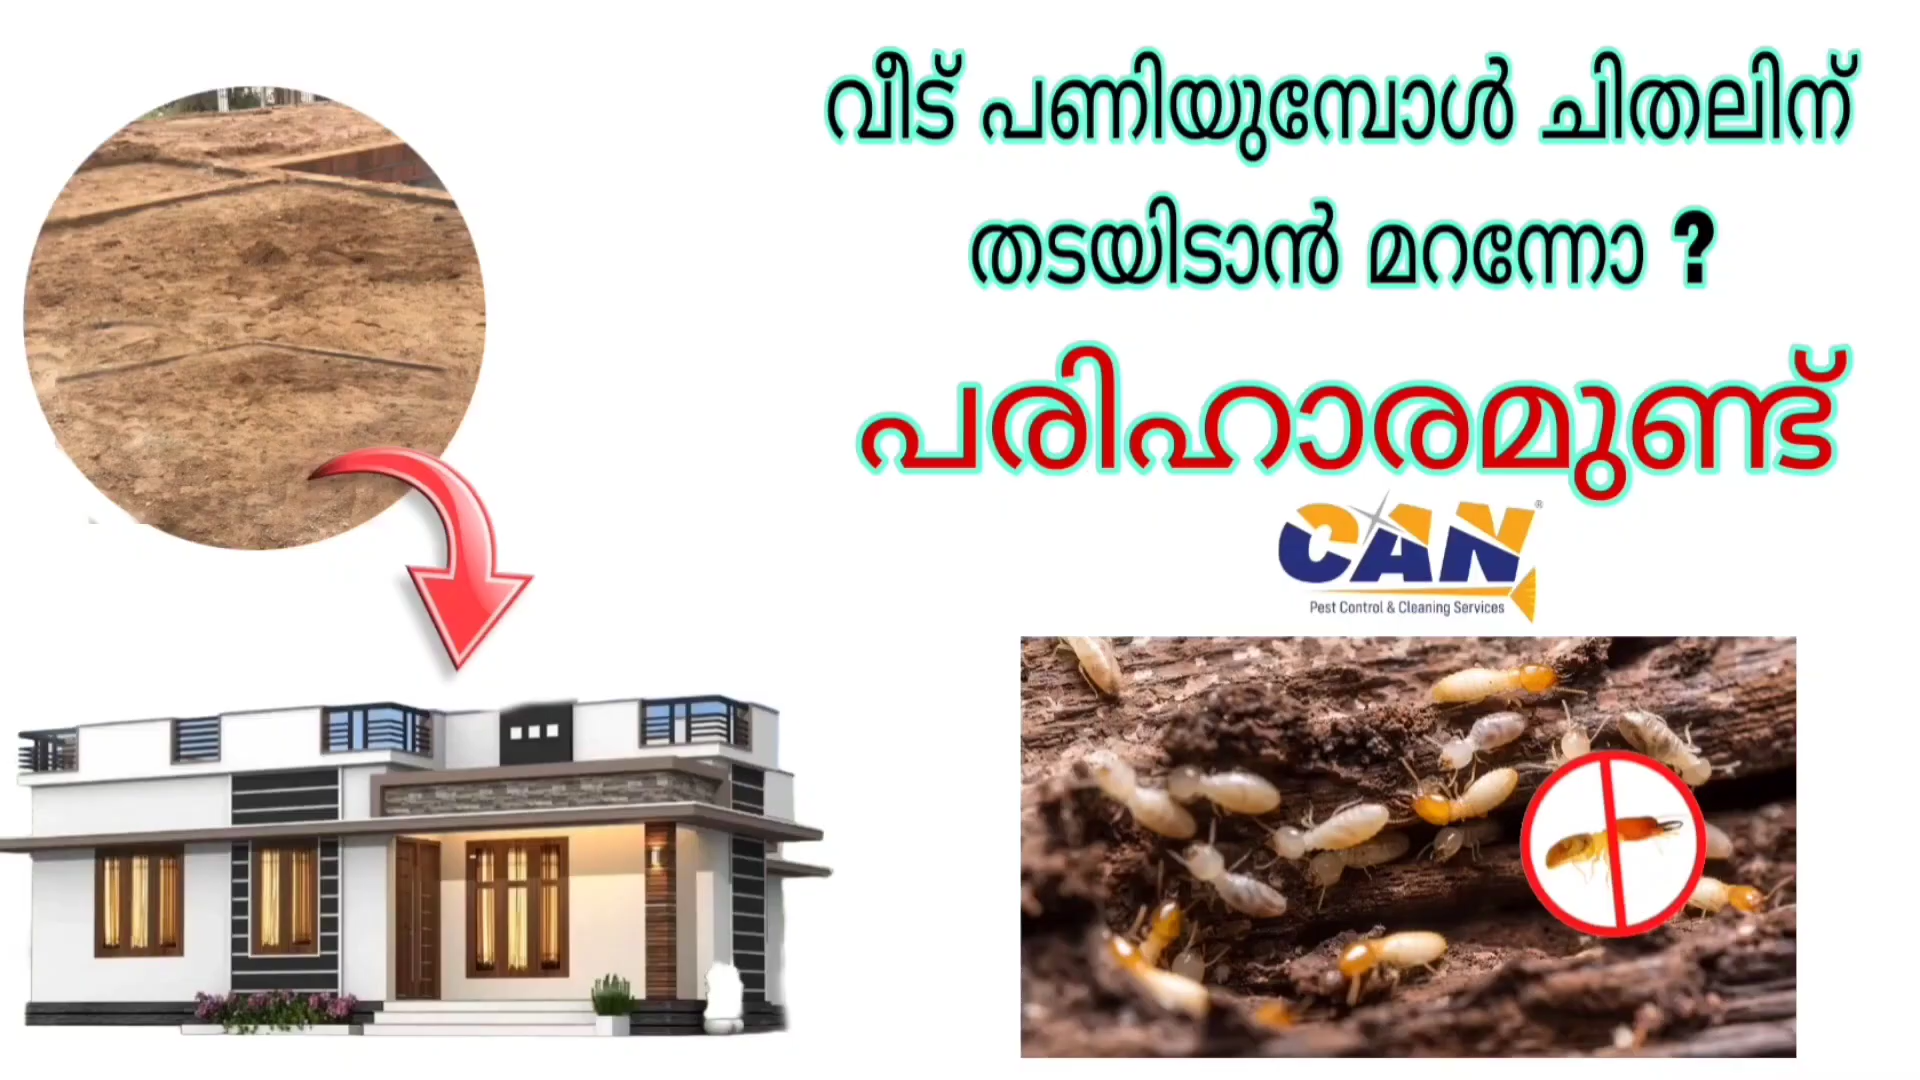 വീട് പണിയുമ്പോൾ ചിതലിന്
തടയിടാൻ മറന്നോ ?
പരിഹാരമുണ്ട്
CAN®
Pest Control & Cleaning Services